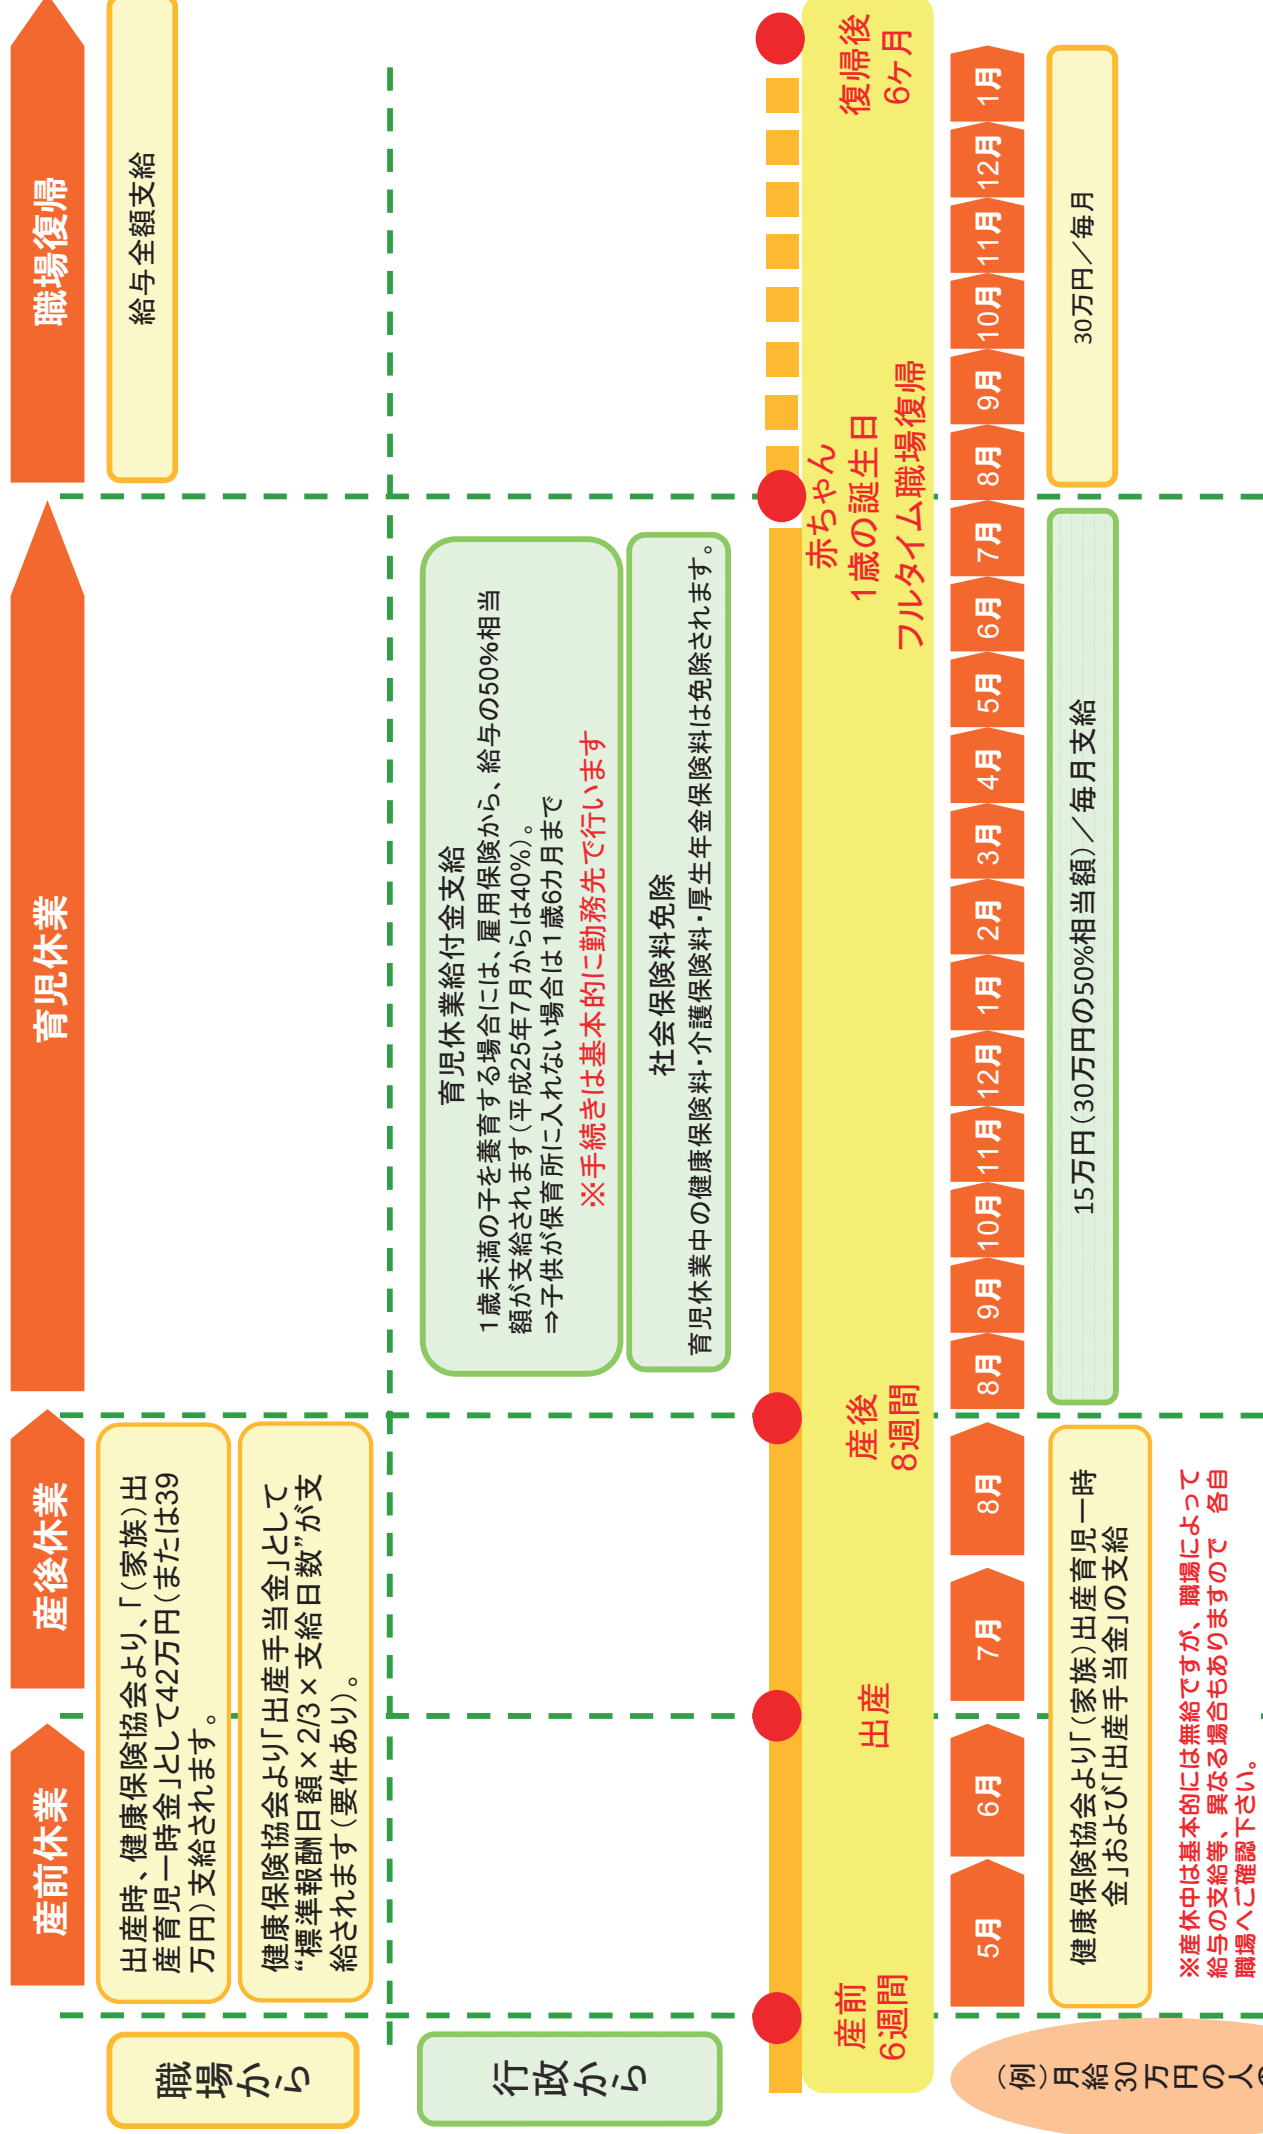 産前休業
産後休業
育児休業
職場復帰
職場から
出産時、健康保険協会より、「（家族）出
産育児一時金」として42万円（または39
万円）支給されます。
健康保険協会より「出産手当金」として
“標準報酬日額×2/3×支給日数”が支
給されます（要件あり）。
給与全額支給
行政から
育児休業給付金支給
1歳未満の子を養育する場合には、雇用保険から、給与の50%相当
額が支給されます（平成25年7月からは40%）。
⇒子供が保育所に入れない場合は1歳6カ月まで
※手続きは基本的に勤務先で行います
社会保険料免除
育児休業中の健康保険料・介護保険料・厚生年金保険料は免除されます。
産前
6週間
出産
産後
8週間
赤ちゃん
1歳の誕生日
フルタイム職場復帰
復帰後
6ヶ月
5月
6月
7月
8月
8月
9月
10月
11月
12月
1月
2月
3月
4月
5月
6月
7月
8月
9月
10月
11月
12月
1月
（例）月給30万円の人の
健康保険協会より「（家族）出産育児一時
金」および「出産手当金」の支給
15万円（30万円の50%相当額）／毎月支給
30万円／毎月
※産休中は基本的には無給ですが、職場によって
給与の支給等、異なる場合もありますので 各自
職場へご確認下さい。